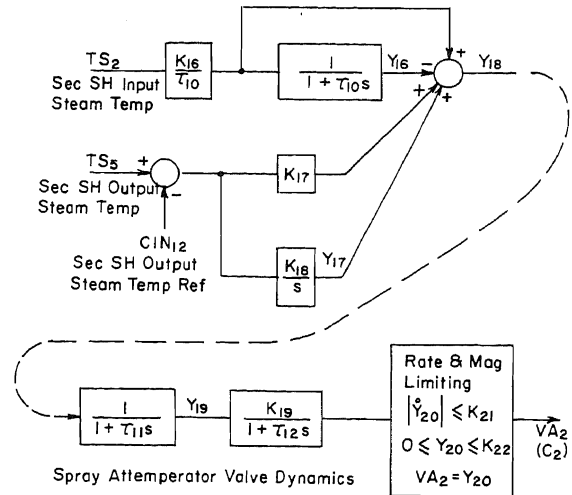 TS₂
Sec SH Input
Steam Temp
K₁₆
τ₁₀
1
1 + τ₁₀s
Y₁₆
−
+
Y₁₈
+
+
TS₅
+
−
Sec SH Output
Steam Temp
CIN₁₂
Sec SH Output
Steam Temp Ref
K₁₇
K₁₈
s
Y₁₇
1
1 + τ₁₁s
Y₁₉
K₁₉
1 + τ₁₂s
Rate & Mag
Limiting
|Ẏ₂₀| ≤ K₂₁
0 ≤ Y₂₀ ≤ K₂₂
VA₂ = Y₂₀
VA₂
(C₂)
Spray Attemperator Valve Dynamics